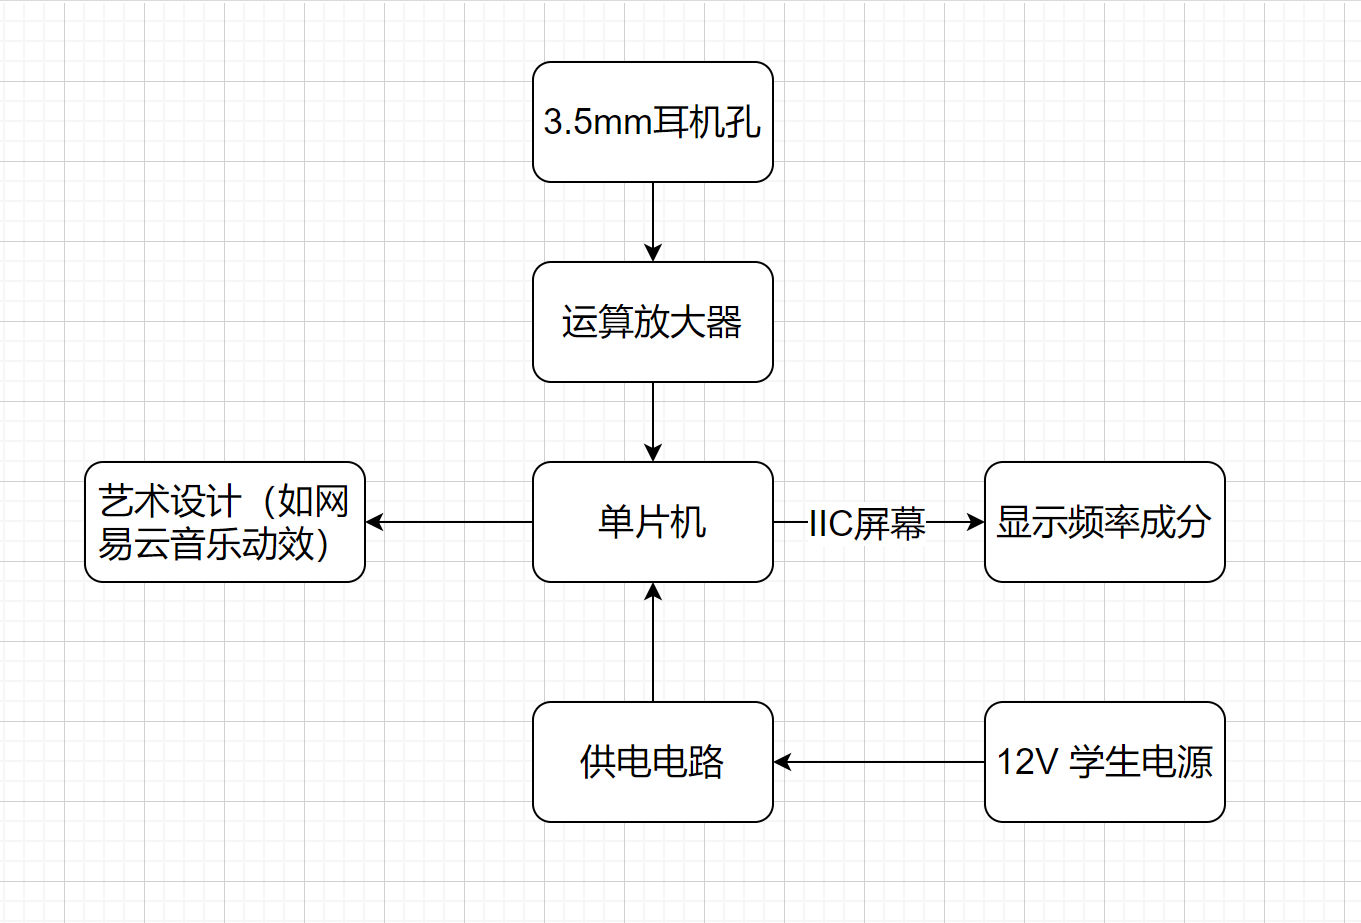 3.5mm耳机孔
运算放大器
艺术设计（如网
易云音乐动效）
单片机
IIC屏幕
显示频率成分
供电电路
12V 学生电源